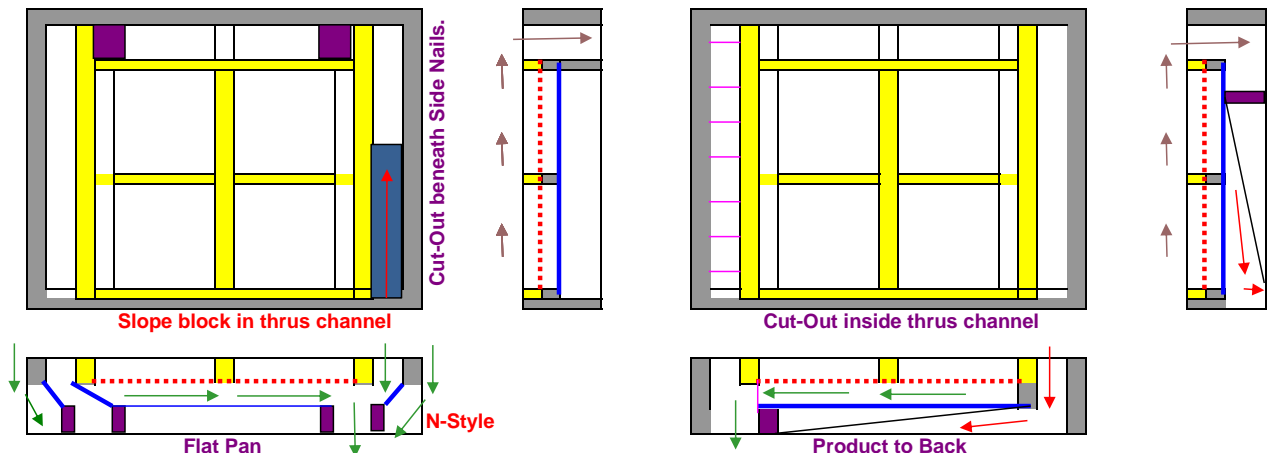 Cut-Out beneath Side Nails.
Slope block in thrus channel
Cut-Out inside thrus channel
N-Style
Flat Pan
Product to Back